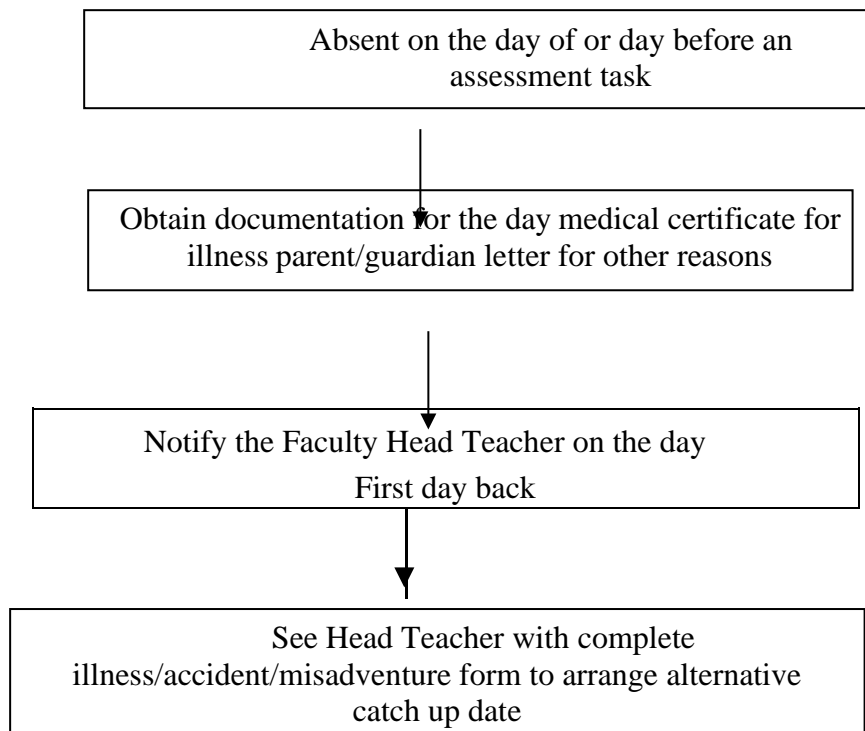 Absent on the day of or day before an
assessment task
Obtain documentation for the day medical certificate for
illness parent/guardian letter for other reasons
Notify the Faculty Head Teacher on the day
First day back
See Head Teacher with complete
illness/accident/misadventure form to arrange alternative
catch up date